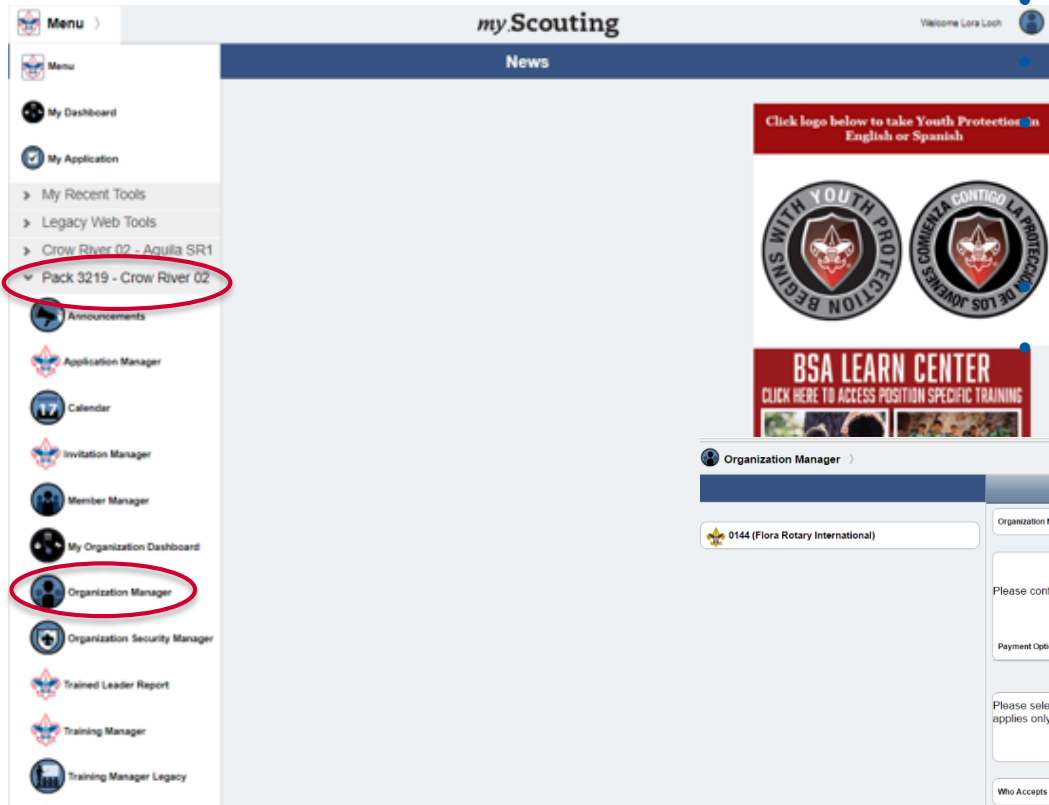 Menu
my.Scouting
Welcome Lora Loch
Menu
News
My Dashboard
My Application
My Recent Tools
Legacy Web Tools
Crow River 02 - Aquila SR1
Pack 3219 - Crow River 02
Announcements
Application Manager
17
Calendar
Invitation Manager
Member Manager
My Organization Dashboard
Organization Manager
Organization Security Manager
Trained Leader Report
Training Manager
Training Manager Legacy
Click logo below to take Youth Protection in
English or Spanish
YOUTH PROTECTION BEGINS WITH
COMIENZA CONTIGO LA PROTECCIÓN DE LOS JÓVENES
BSA LEARN CENTER
CLICK HERE TO ACCESS POSITION SPECIFIC TRAINING
Organization Manager
0144 (Flora Rotary International)
Organization
Please
Payment
Please
applies only
Who Accepts